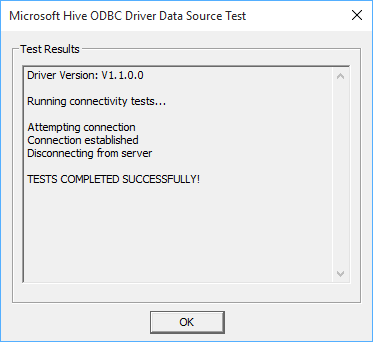 Microsoft Hive ODBC Driver Data Source Test
Test Results
Driver Version: V1.1.0.0
Running connectivity tests...
Attempting connection
Connection established
Disconnecting from server
TESTS COMPLETED SUCCESSFULLY!
OK